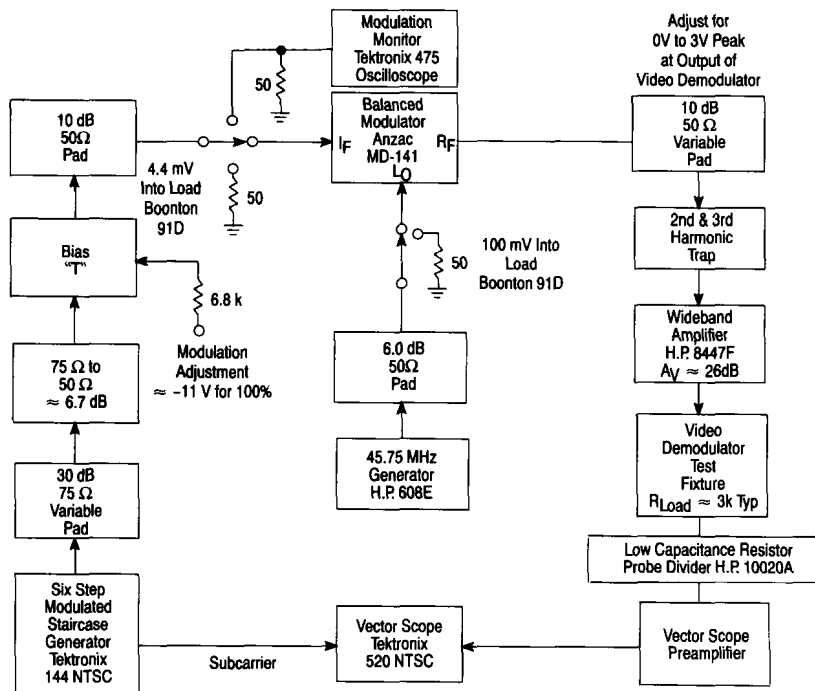 Modulation
Monitor
Tektronix 475
Oscilloscope
50
Adjust for
0V to 3V Peak
at Output of
Video Demodulator
10 dB
50Ω
Pad
4.4 mV
Into Load
Boonton
91D
50
Balanced
Modulator
Anzac
MD-141
IF
RF
LO
10 dB
50 Ω
Variable
Pad
Bias
"T"
6.8 k
Modulation
Adjustment
≈ -11 V for 100%
50
100 mV Into
Load
Boonton 91D
2nd & 3rd
Harmonic
Trap
75 Ω to
50 Ω
≈ 6.7 dB
6.0 dB
50Ω
Pad
Wideband
Amplifier
H.P. 8447F
AV ≈ 26dB
30 dB
75 Ω
Variable
Pad
45.75 MHz
Generator
H.P. 608E
Video
Demodulator
Test
Fixture
RLoad ≈ 3k Typ
Low Capacitance Resistor
Probe Divider H.P. 10020A
Six Step
Modulated
Staircase
Generator
Tektronix
144 NTSC
Subcarrier
Vector Scope
Tektronix
520 NTSC
Vector Scope
Preamplifier